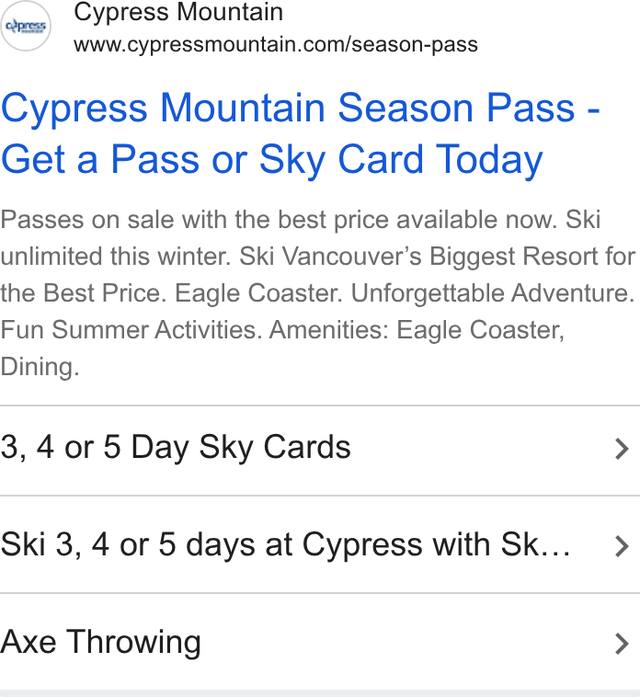 cypress
Cypress Mountain
www.cypressmountain.com/season-pass
Cypress Mountain Season Pass -
Get a Pass or Sky Card Today
Passes on sale with the best price available now. Ski
unlimited this winter. Ski Vancouver’s Biggest Resort for
the Best Price. Eagle Coaster. Unforgettable Adventure.
Fun Summer Activities. Amenities: Eagle Coaster,
Dining.
3, 4 or 5 Day Sky Cards
Ski 3, 4 or 5 days at Cypress with Sk...
Axe Throwing